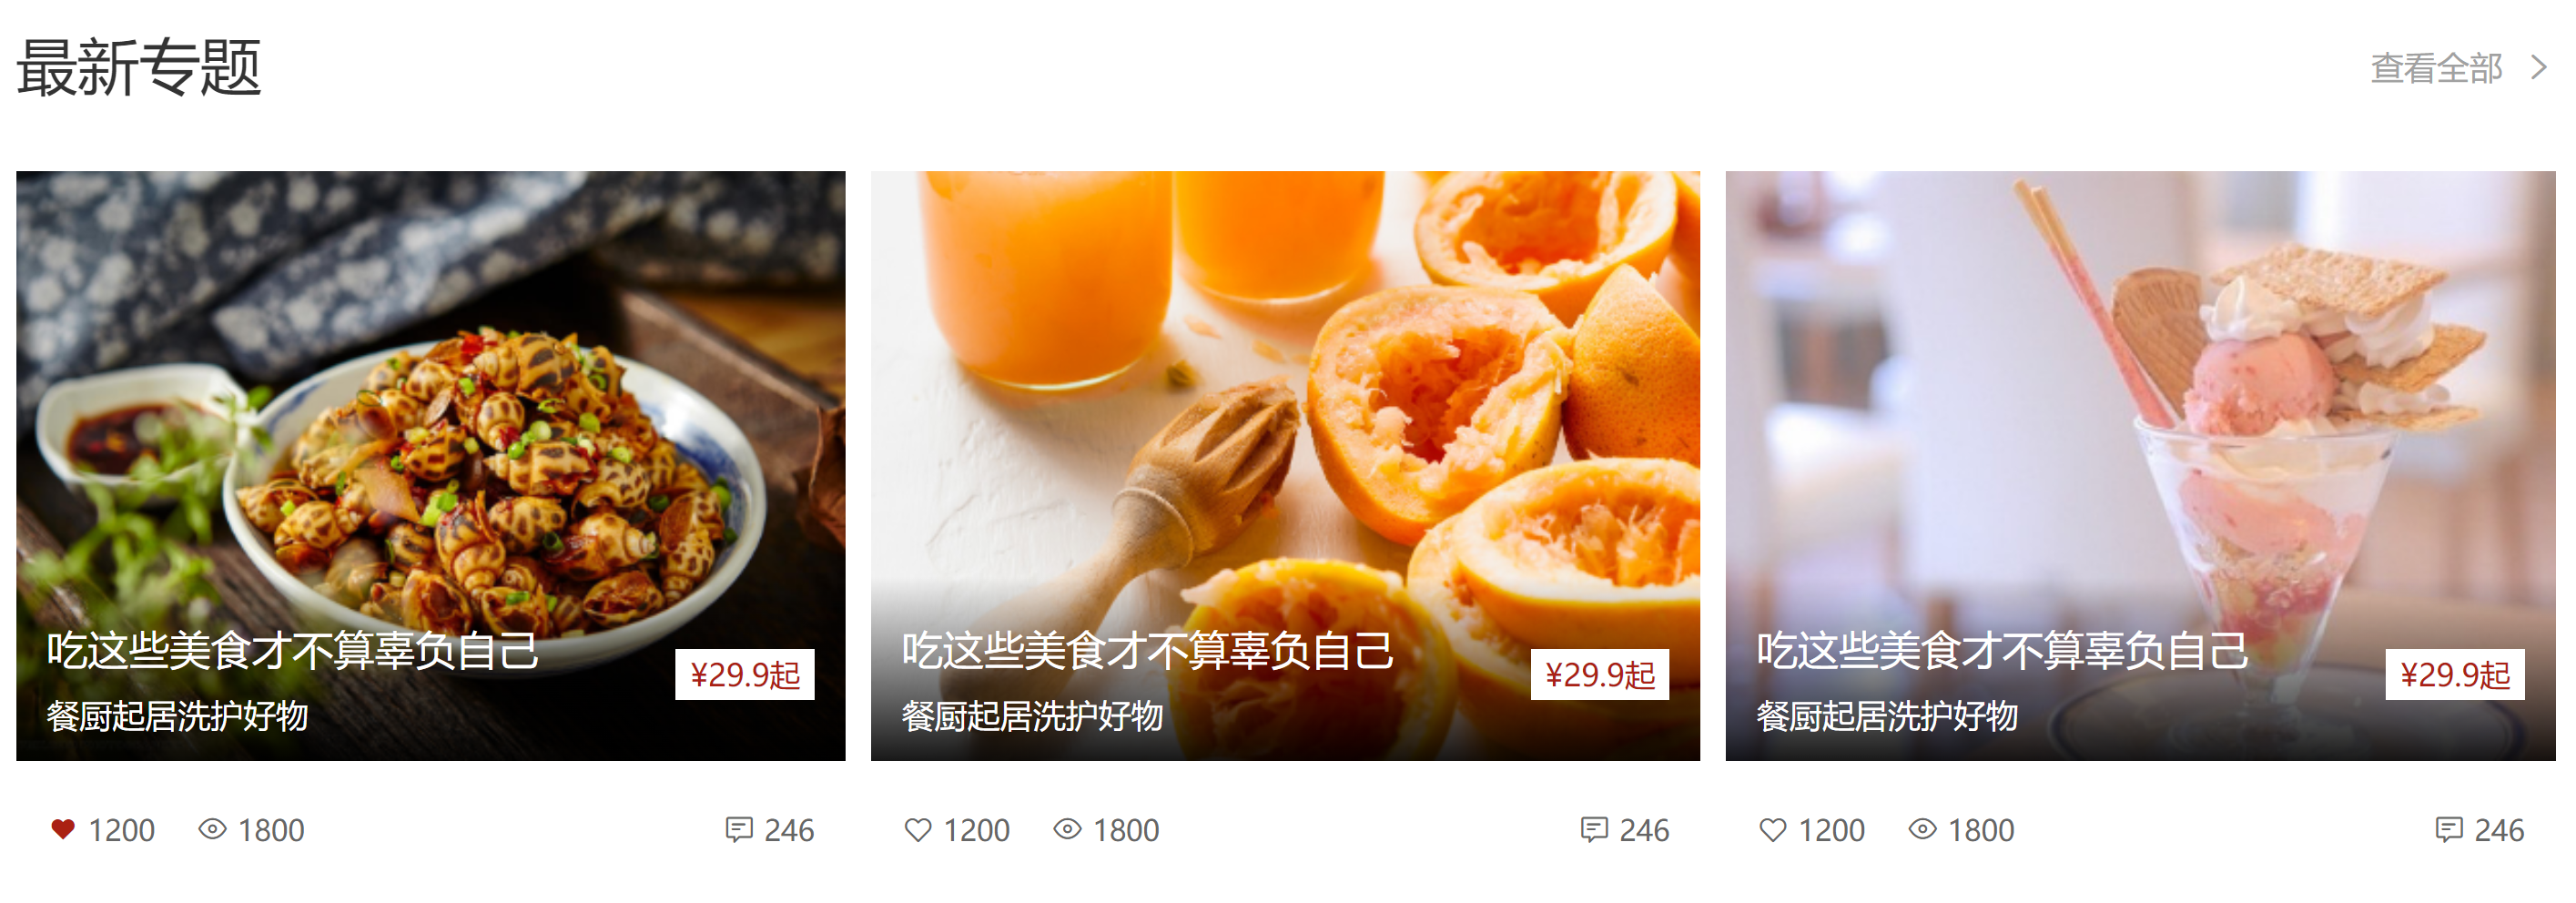 最新专题
查看全部
吃这些美食才不算辜负自己
餐厨起居洗护好物
¥29.9起
吃这些美食才不算辜负自己
餐厨起居洗护好物
¥29.9起
吃这些美食才不算辜负自己
餐厨起居洗护好物
¥29.9起
1200 1800 246
1200 1800 246
1200 1800 246